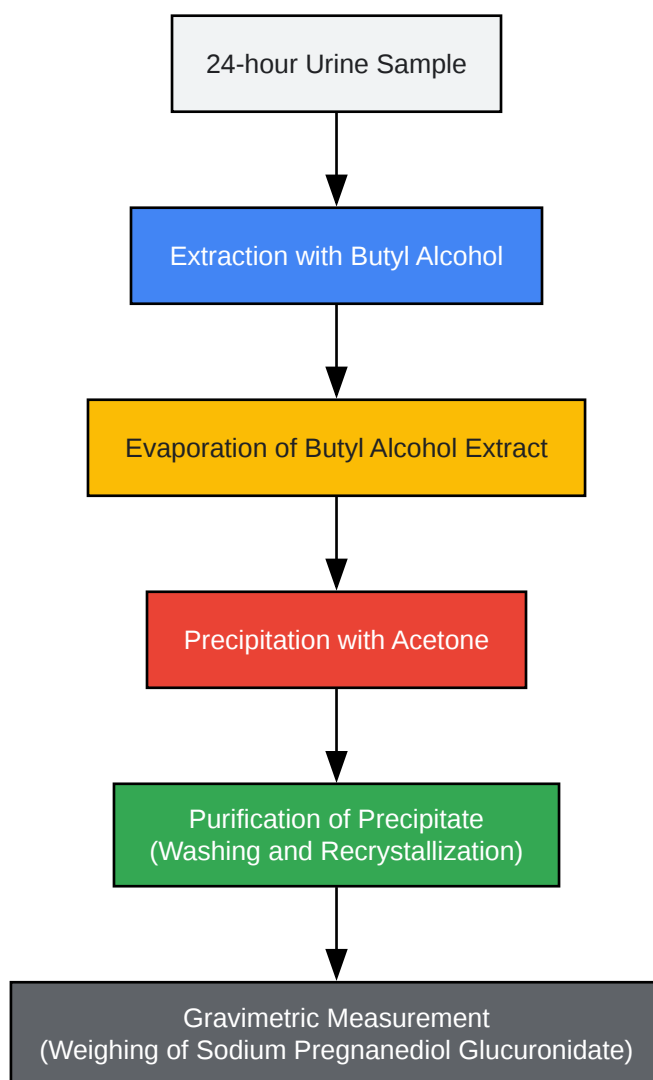 24-hour Urine Sample
Extraction with Butyl Alcohol
Evaporation of Butyl Alcohol Extract
Precipitation with Acetone
Purification of Precipitate
(Washing and Recrystallization)
Gravimetric Measurement
(Weighing of Sodium Pregnanediol Glucuronidate)